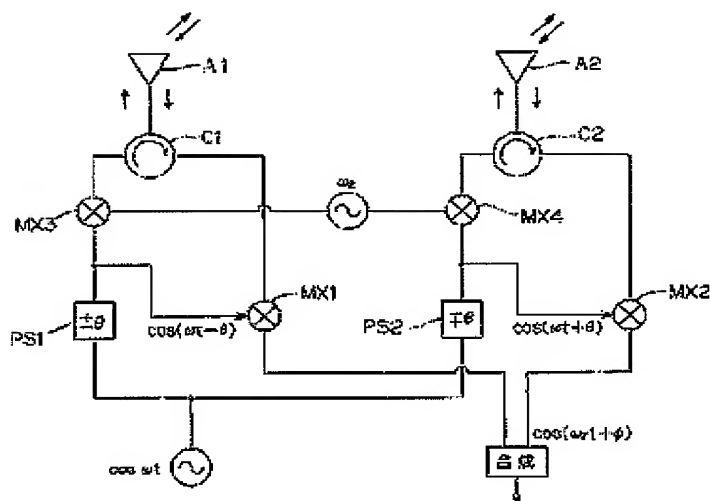 A1
A2
C1
C2
ω₂
MX3
MX4
MX1
MX2
±θ
PS1
cos(ωt−θ)
∓θ
PS2
cos(ωt+θ)
cos(ω₂t+φ)
cos ωt
合成